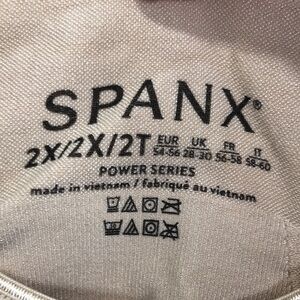 SPANX®
2X/2X/2T EUR 54-56 UK 28-30 FR 56-58 IT 58-60
POWER SERIES
made in vietnam / fabriqué au vietnam